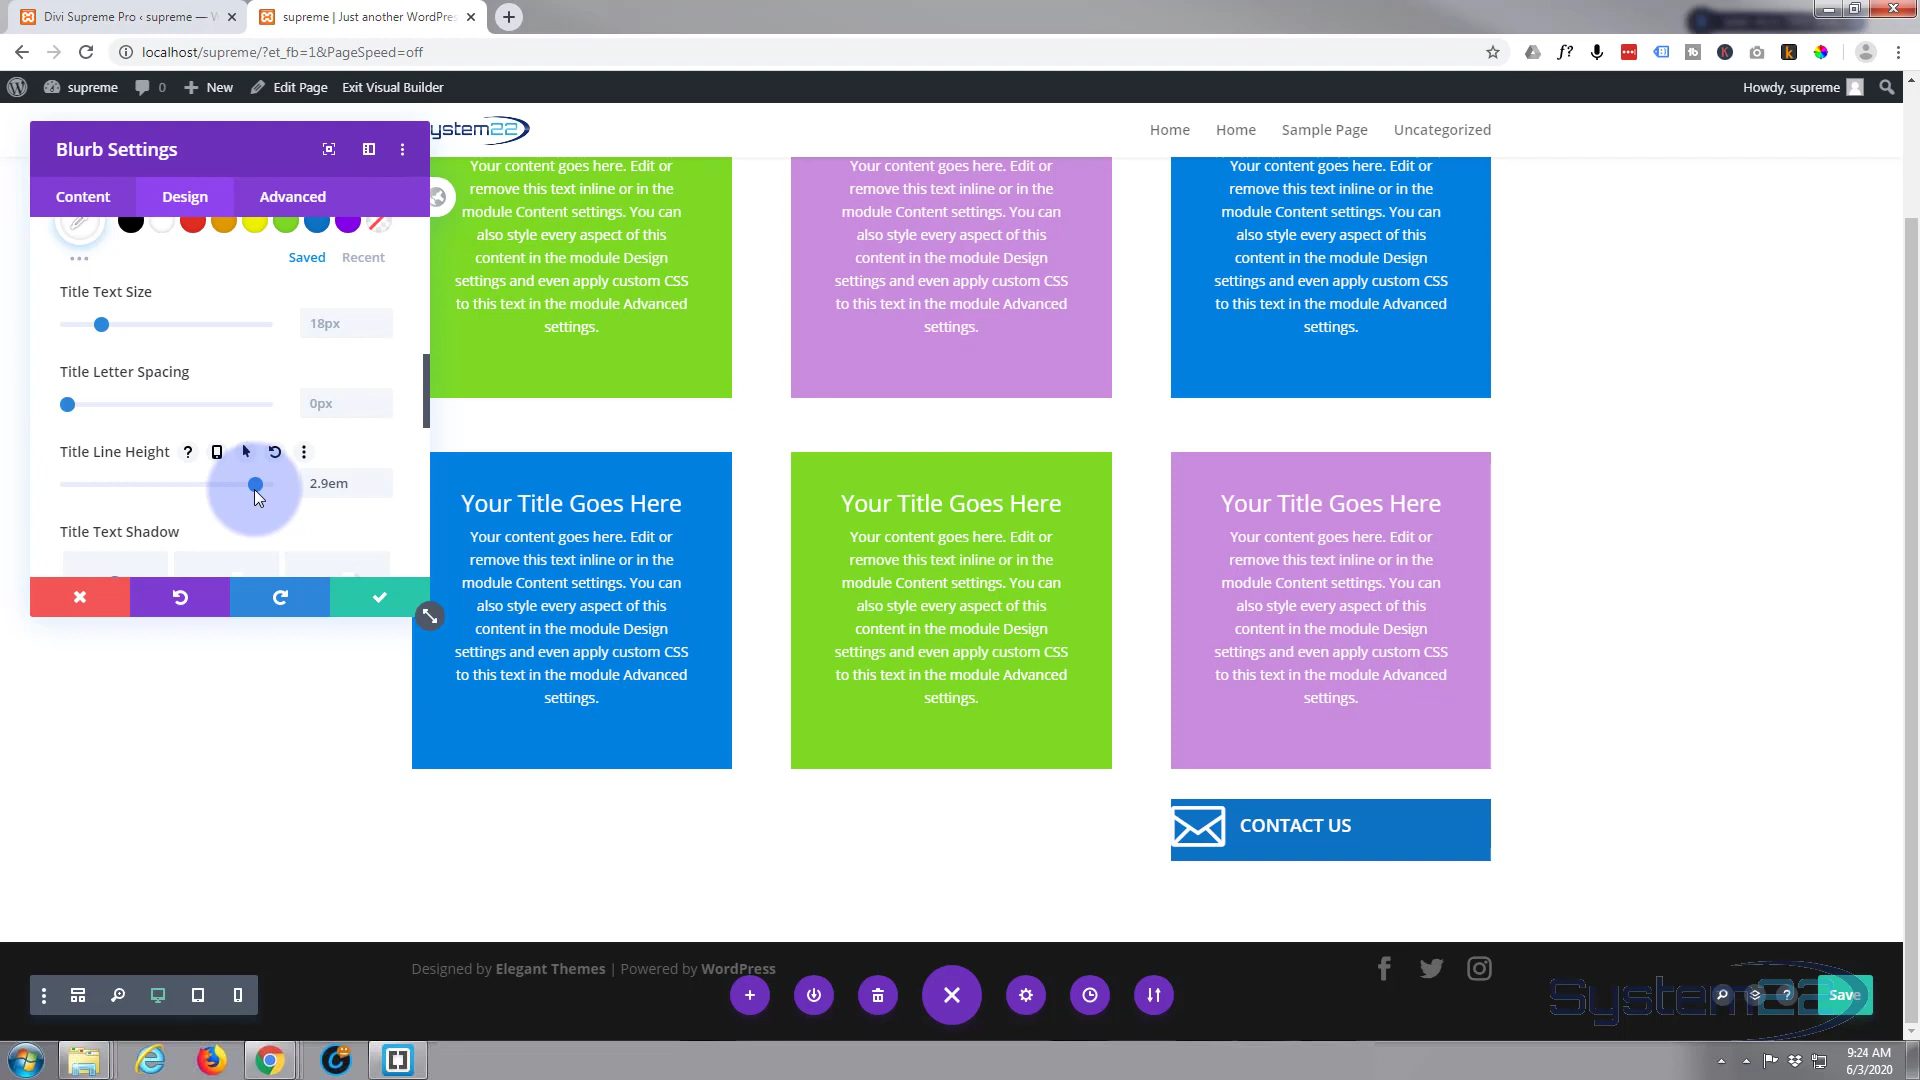 Divi Supreme Pro ‹ supreme — W
supreme | Just another WordPres
localhost/supreme/?et_fb=1&PageSpeed=off
supreme
0
New
Edit Page
Exit Visual Builder
Howdy, supreme
ystem22
Home
Home
Sample Page
Uncategorized
Blurb Settings
Content
Design
Advanced
Saved
Recent
Title Text Size
18px
Title Letter Spacing
0px
Title Line Height
2.9em
Title Text Shadow
Your content goes here. Edit or
remove this text inline or in the
module Content settings. You can
also style every aspect of this
content in the module Design
settings and even apply custom CSS
to this text in the module Advanced
settings.
Your content goes here. Edit or
remove this text inline or in the
module Content settings. You can
also style every aspect of this
content in the module Design
settings and even apply custom CSS
to this text in the module Advanced
settings.
Your content goes here. Edit or
remove this text inline or in the
module Content settings. You can
also style every aspect of this
content in the module Design
settings and even apply custom CSS
to this text in the module Advanced
settings.
Your Title Goes Here
Your content goes here. Edit or
remove this text inline or in the
module Content settings. You can
also style every aspect of this
content in the module Design
settings and even apply custom CSS
to this text in the module Advanced
settings.
Your Title Goes Here
Your content goes here. Edit or
remove this text inline or in the
module Content settings. You can
also style every aspect of this
content in the module Design
settings and even apply custom CSS
to this text in the module Advanced
settings.
Your Title Goes Here
Your content goes here. Edit or
remove this text inline or in the
module Content settings. You can
also style every aspect of this
content in the module Design
settings and even apply custom CSS
to this text in the module Advanced
settings.
CONTACT US
Designed by Elegant Themes | Powered by WordPress
System22
Save
9:24 AM
6/3/2020